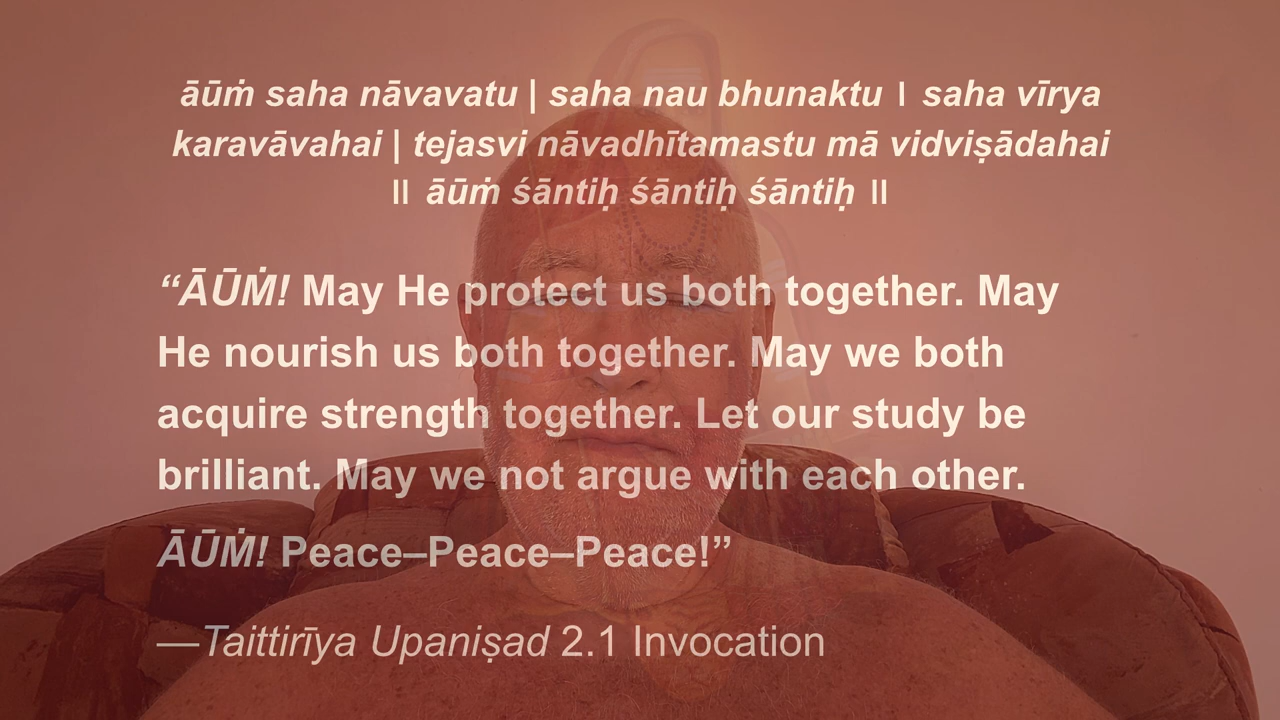 āūṁ saha nāvavatu | saha nau bhunaktu । saha vīrya
karavāvahai | tejasvi nāvadhītamastu mā vidviṣādahai
॥ āūṁ śāntiḥ śāntiḥ śāntiḥ ॥
“ĀŪṀ! May He protect us both together. May
He nourish us both together. May we both
acquire strength together. Let our study be
brilliant. May we not argue with each other.
ĀŪṀ! Peace–Peace–Peace!”
—Taittirīya Upaniṣad 2.1 Invocation